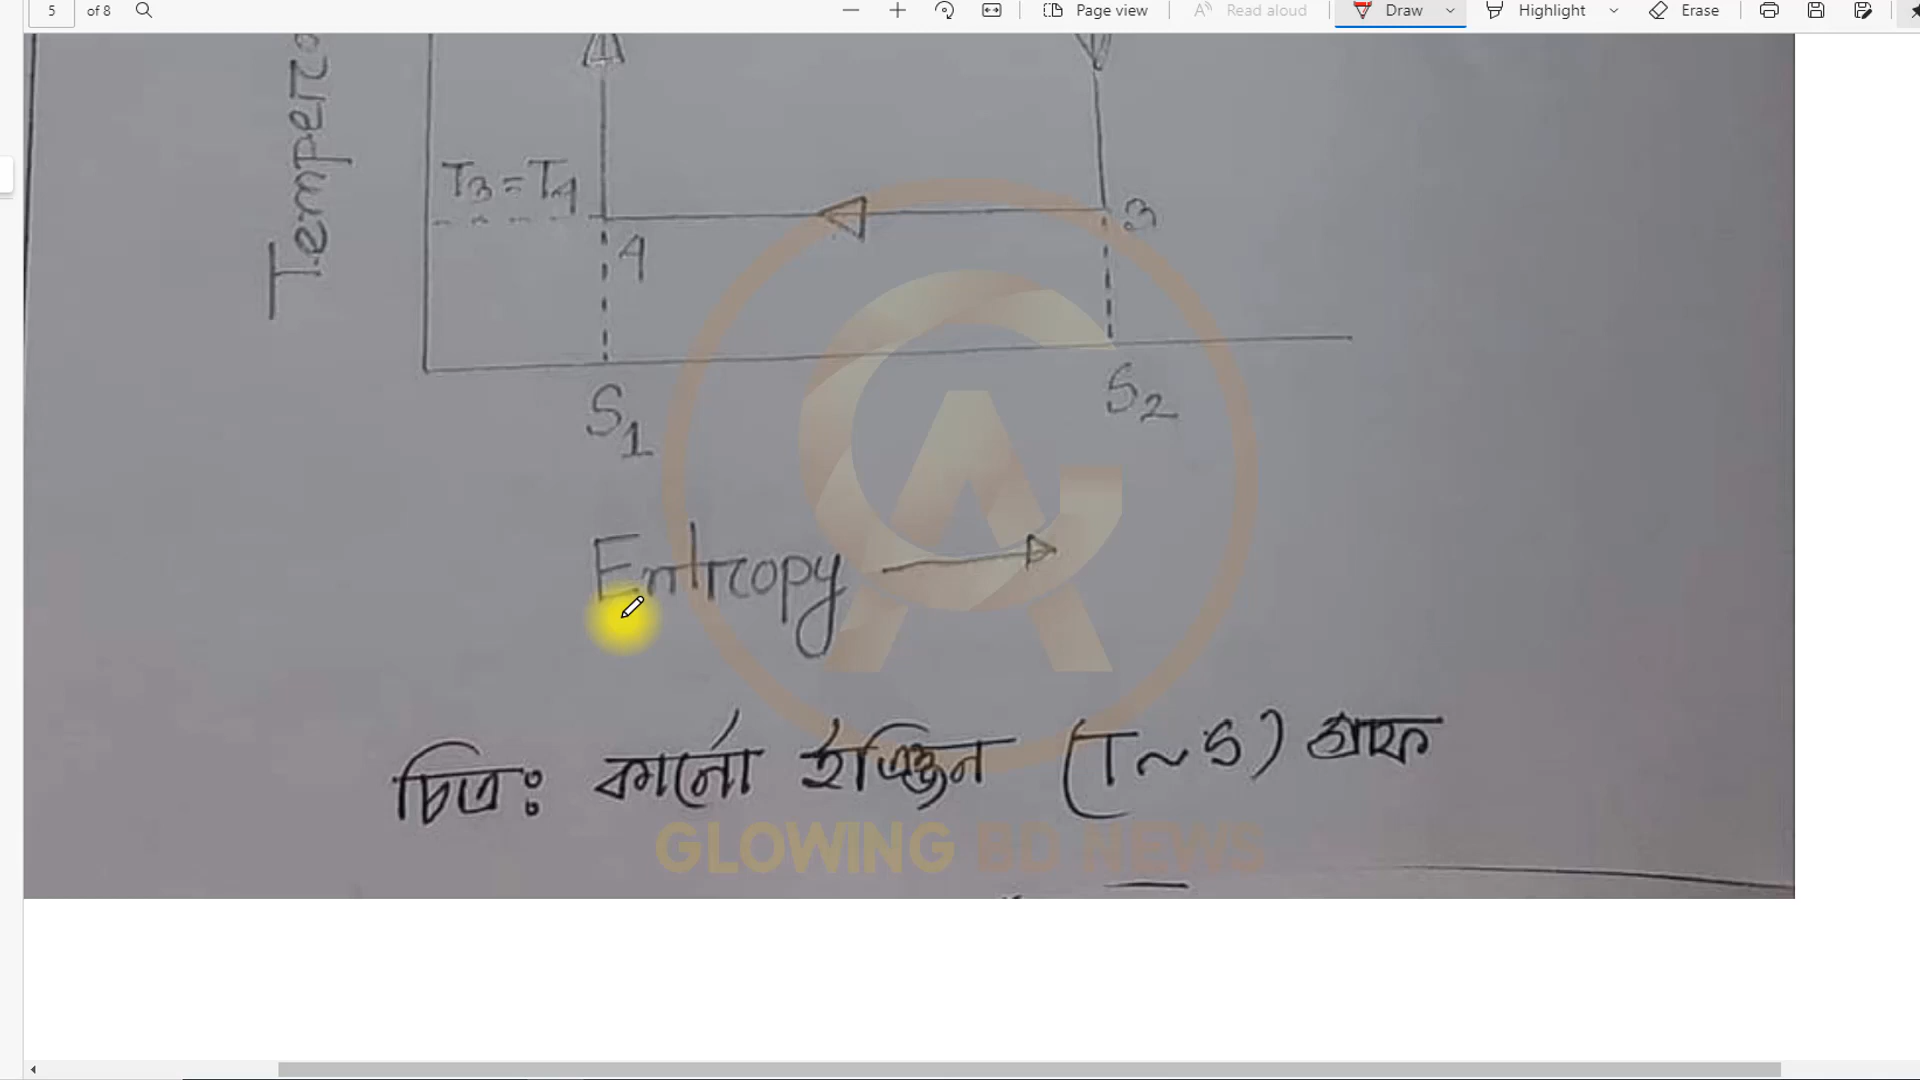 5 of 8 Page view Read aloud Draw Highlight Erase
T3 = T4
3
4
S1
S2
Entropy
চিত্র: কার্নো ইঞ্জিন (T~S) গ্রাফ
GLOWING BD NEWS